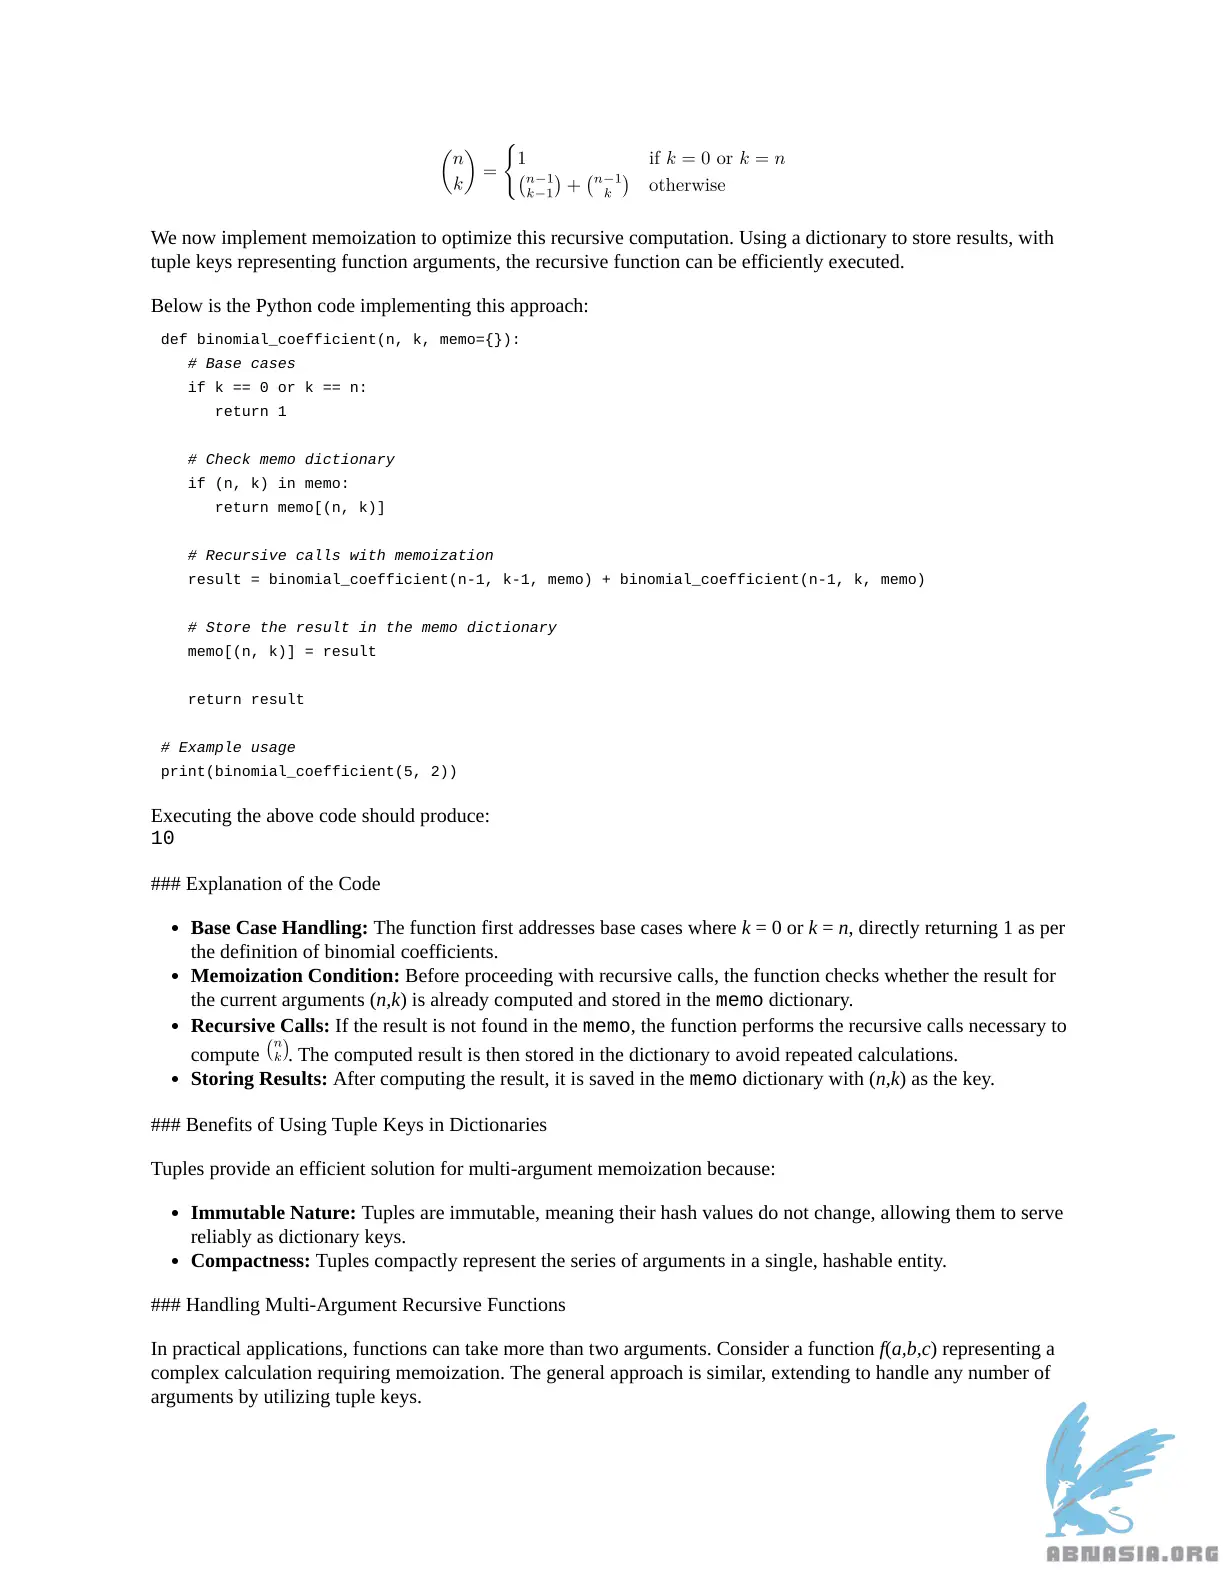 (n k) = { 1 if k = 0 or k = n
(n−1 k−1) + (n−1 k) otherwise
We now implement memoization to optimize this recursive computation. Using a dictionary to store results, with
tuple keys representing function arguments, the recursive function can be efficiently executed.
Below is the Python code implementing this approach:
def binomial_coefficient(n, k, memo={}):
   # Base cases
   if k == 0 or k == n:
      return 1
   # Check memo dictionary
   if (n, k) in memo:
      return memo[(n, k)]
   # Recursive calls with memoization
   result = binomial_coefficient(n-1, k-1, memo) + binomial_coefficient(n-1, k, memo)
   # Store the result in the memo dictionary
   memo[(n, k)] = result
   return result
# Example usage
print(binomial_coefficient(5, 2))
Executing the above code should produce:
10
### Explanation of the Code
• Base Case Handling: The function first addresses base cases where k = 0 or k = n, directly returning 1 as per
the definition of binomial coefficients.
• Memoization Condition: Before proceeding with recursive calls, the function checks whether the result for
the current arguments (n,k) is already computed and stored in the memo dictionary.
• Recursive Calls: If the result is not found in the memo, the function performs the recursive calls necessary to
compute (n k). The computed result is then stored in the dictionary to avoid repeated calculations.
• Storing Results: After computing the result, it is saved in the memo dictionary with (n,k) as the key.
### Benefits of Using Tuple Keys in Dictionaries
Tuples provide an efficient solution for multi-argument memoization because:
• Immutable Nature: Tuples are immutable, meaning their hash values do not change, allowing them to serve
reliably as dictionary keys.
• Compactness: Tuples compactly represent the series of arguments in a single, hashable entity.
### Handling Multi-Argument Recursive Functions
In practical applications, functions can take more than two arguments. Consider a function f(a,b,c) representing a
complex calculation requiring memoization. The general approach is similar, extending to handle any number of
arguments by utilizing tuple keys.
ABNASIA.ORG